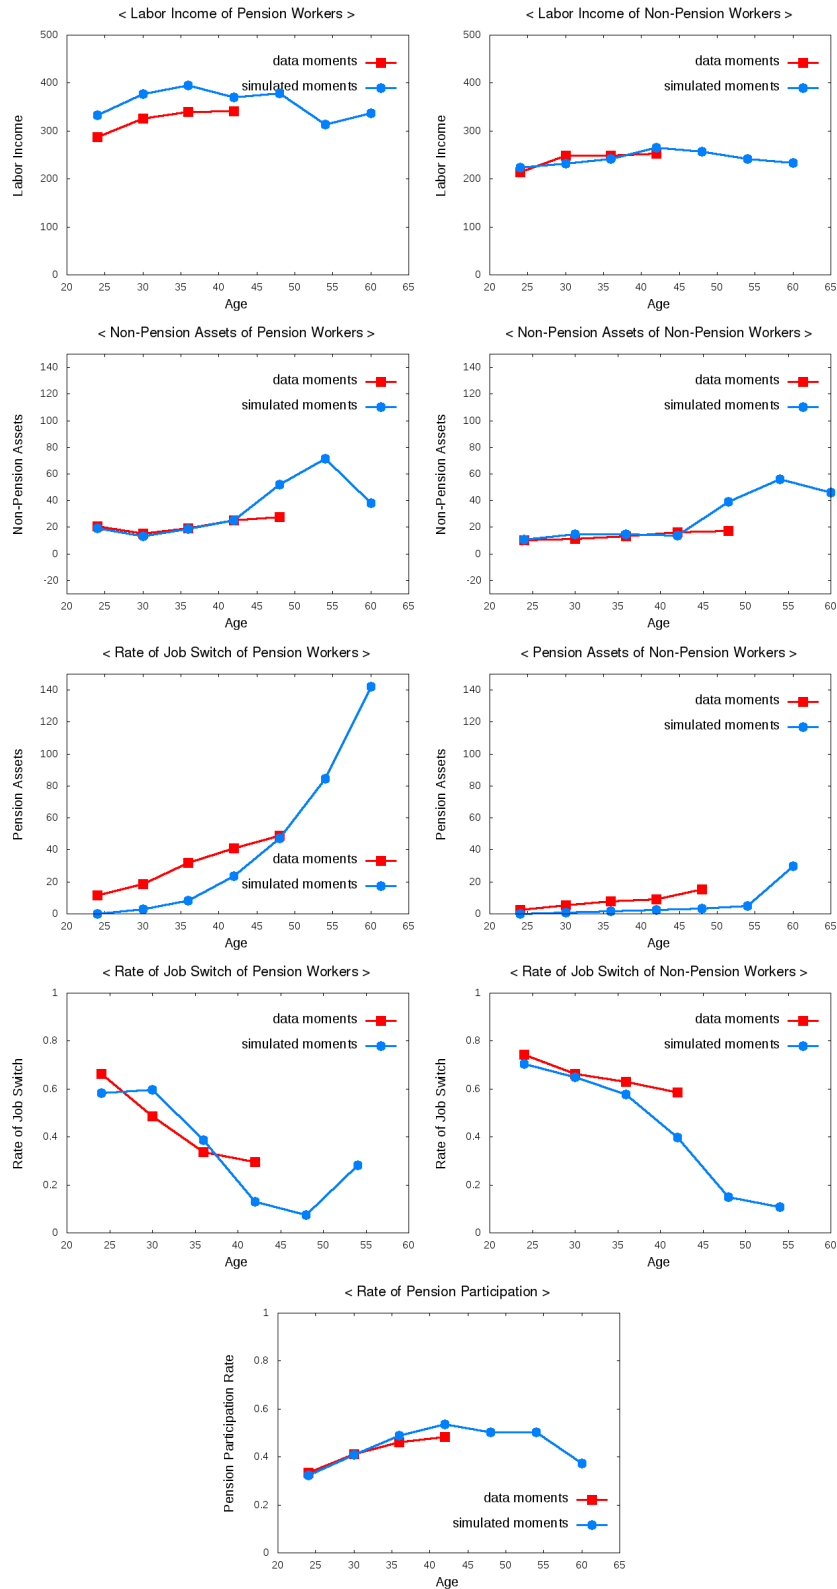 < Labor Income of Pension Workers >
500
400
300
200
100
0
Labor Income
data moments
simulated moments
20 25 30 35 40 45 50 55 60 65
Age
< Labor Income of Non-Pension Workers >
500
400
300
200
100
0
Labor Income
data moments
simulated moments
20 25 30 35 40 45 50 55 60 65
Age
< Non-Pension Assets of Pension Workers >
140
120
100
80
60
40
20
0
-20
Non-Pension Assets
data moments
simulated moments
20 25 30 35 40 45 50 55 60 65
Age
< Non-Pension Assets of Non-Pension Workers >
140
120
100
80
60
40
20
0
-20
Non-Pension Assets
data moments
simulated moments
20 25 30 35 40 45 50 55 60
Age
< Rate of Job Switch of Pension Workers >
140
120
100
80
60
40
20
0
Pension Assets
data moments
simulated moments
20 25 30 35 40 45 50 55 60 65
Age
< Pension Assets of Non-Pension Workers >
140
120
100
80
60
40
20
0
Pension Assets
data moments
simulated moments
20 25 30 35 40 45 50 55 60 65
Age
< Rate of Job Switch of Pension Workers >
1
0.8
0.6
0.4
0.2
0
Rate of Job Switch
data moments
simulated moments
20 25 30 35 40 45 50 55 60
Age
< Rate of Job Switch of Non-Pension Workers >
1
0.8
0.6
0.4
0.2
0
Rate of Job Switch
data moments
simulated moments
20 25 30 35 40 45 50 55 60
Age
< Rate of Pension Participation >
1
0.8
0.6
0.4
0.2
0
Pension Participation Rate
data moments
simulated moments
20 25 30 35 40 45 50 55 60 65
Age